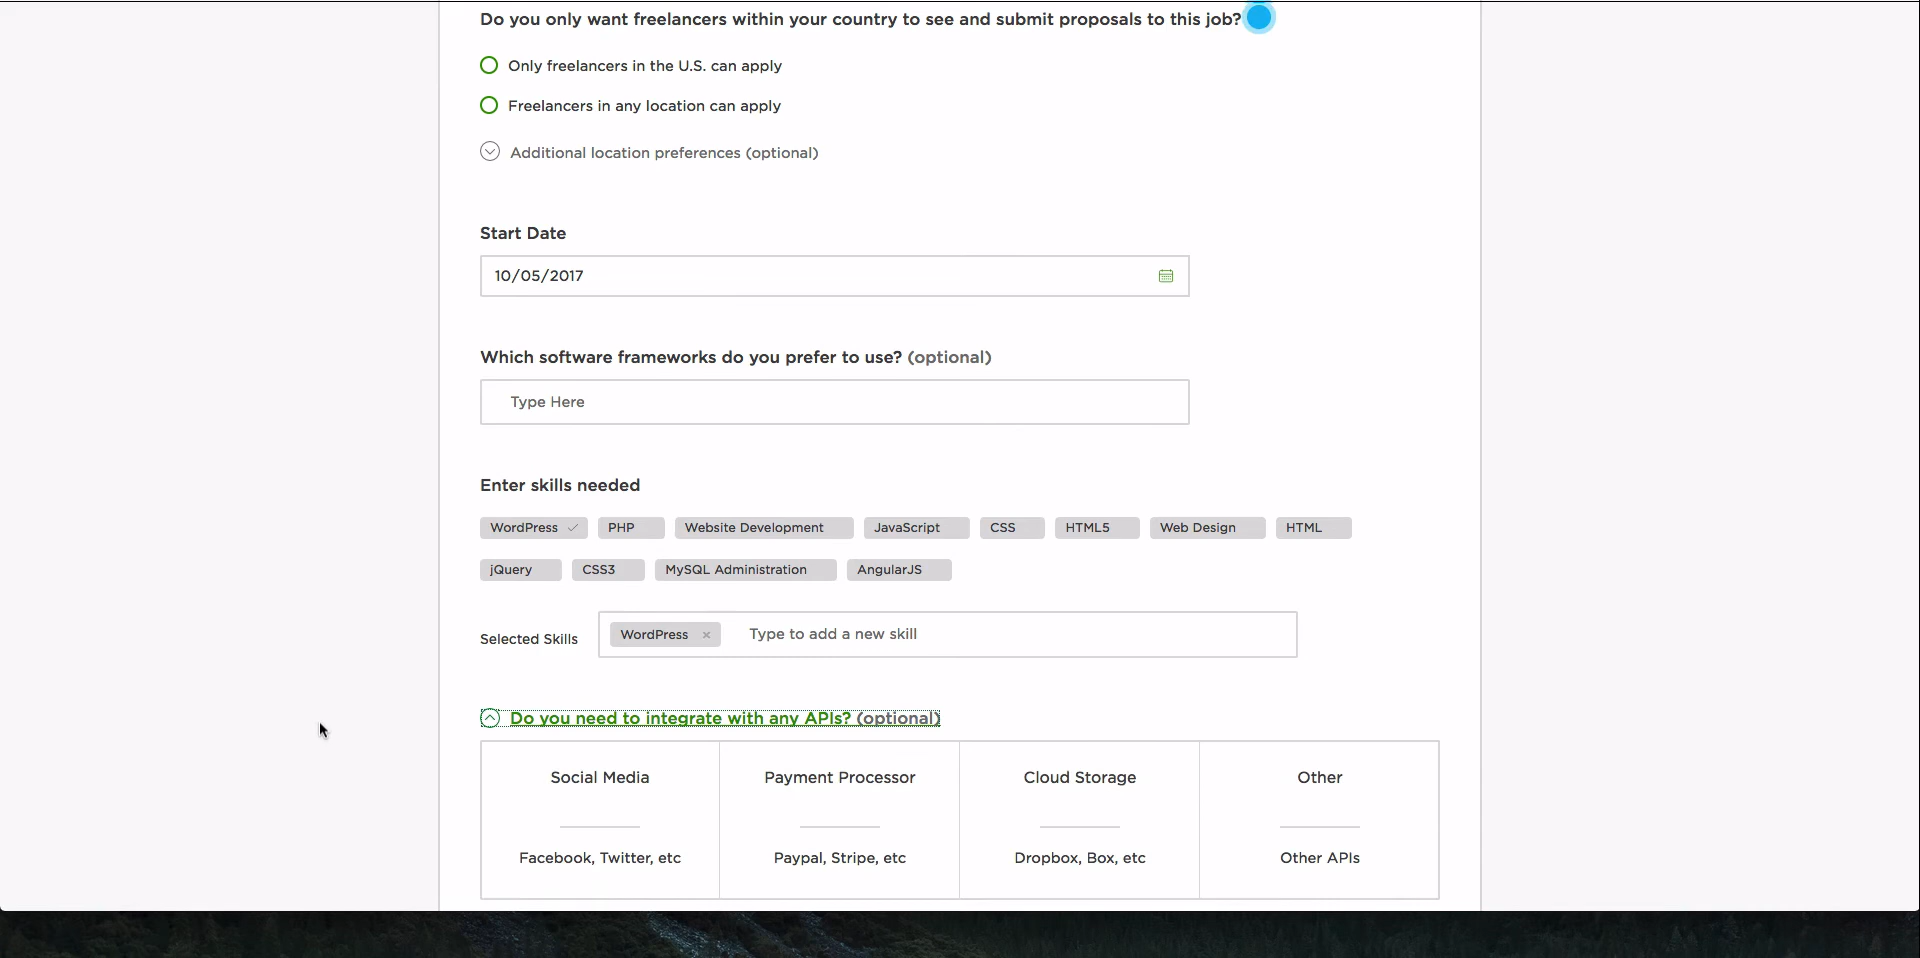 Do you only want freelancers within your country to see and submit proposals to this job?
Only freelancers in the U.S. can apply
Freelancers in any location can apply
Additional location preferences (optional)
Start Date
10/05/2017
Which software frameworks do you prefer to use? (optional)
Type Here
Enter skills needed
WordPress PHP Website Development JavaScript CSS HTML5 Web Design HTML
jQuery CSS3 MySQL Administration AngularJS
Selected Skills WordPress × Type to add a new skill
Do you need to integrate with any APIs? (optional)
Social Media Payment Processor Cloud Storage Other
Facebook, Twitter, etc Paypal, Stripe, etc Dropbox, Box, etc Other APIs